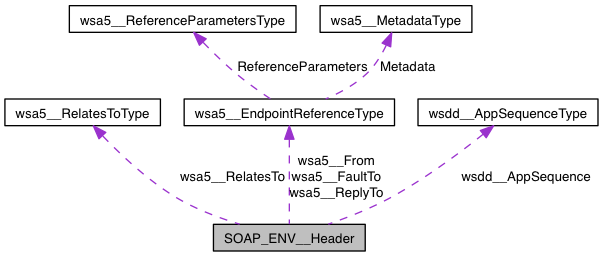 wsa5__ReferenceParametersType
wsa5__MetadataType
ReferenceParameters
Metadata
wsa5__RelatesToType
wsa5__EndpointReferenceType
wsdd__AppSequenceType
wsa5__RelatesTo
wsa5__From
wsa5__FaultTo
wsa5__ReplyTo
wsdd__AppSequence
SOAP_ENV__Header